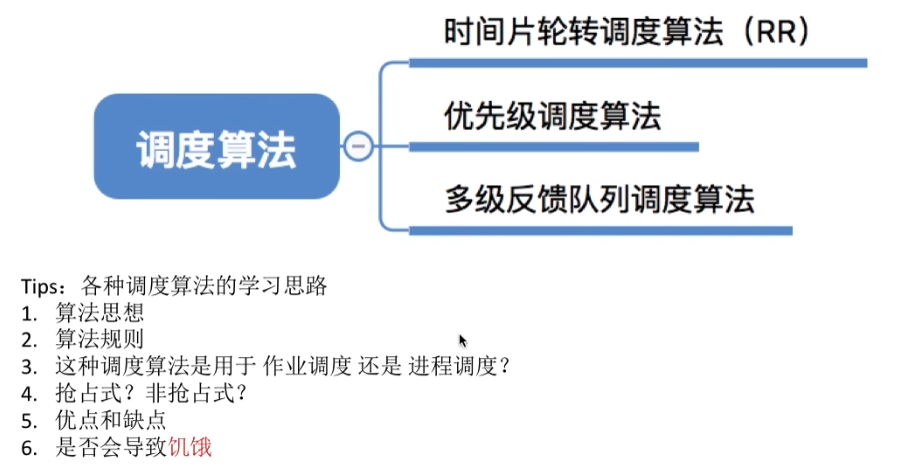 时间片轮转调度算法（RR）
调度算法
优先级调度算法
多级反馈队列调度算法
Tips：各种调度算法的学习思路
1. 算法思想
2. 算法规则
3. 这种调度算法是用于 作业调度 还是 进程调度？
4. 抢占式？非抢占式？
5. 优点和缺点
6. 是否会导致饥饿